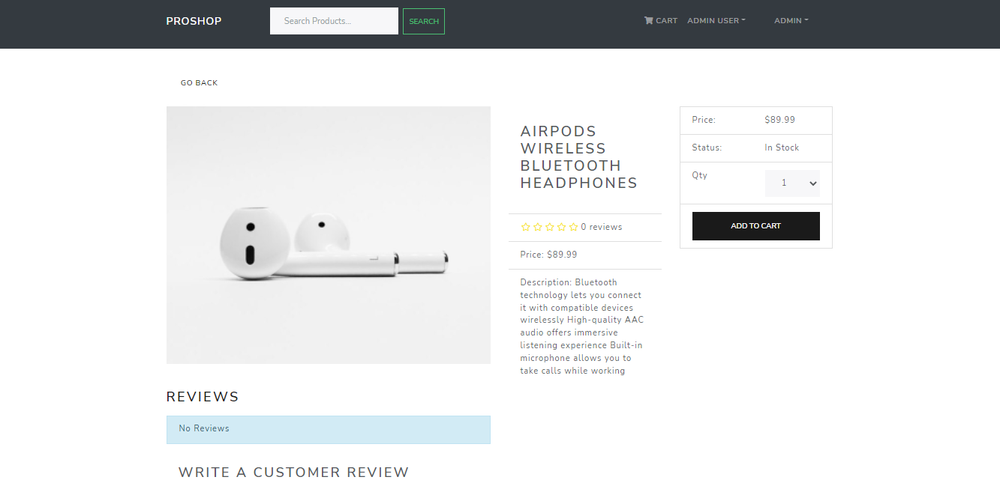 PROSHOP
Search Products...
SEARCH
CART
ADMIN USER
ADMIN
GO BACK
AIRPODS
WIRELESS
BLUETOOTH
HEADPHONES
0 reviews
Price: $89.99
Description: Bluetooth
technology lets you connect
it with compatible devices
wirelessly High-quality AAC
audio offers immersive
listening experience Built-in
microphone allows you to
take calls while working
Price: $89.99
Status: In Stock
Qty 1
ADD TO CART
REVIEWS
No Reviews
WRITE A CUSTOMER REVIEW